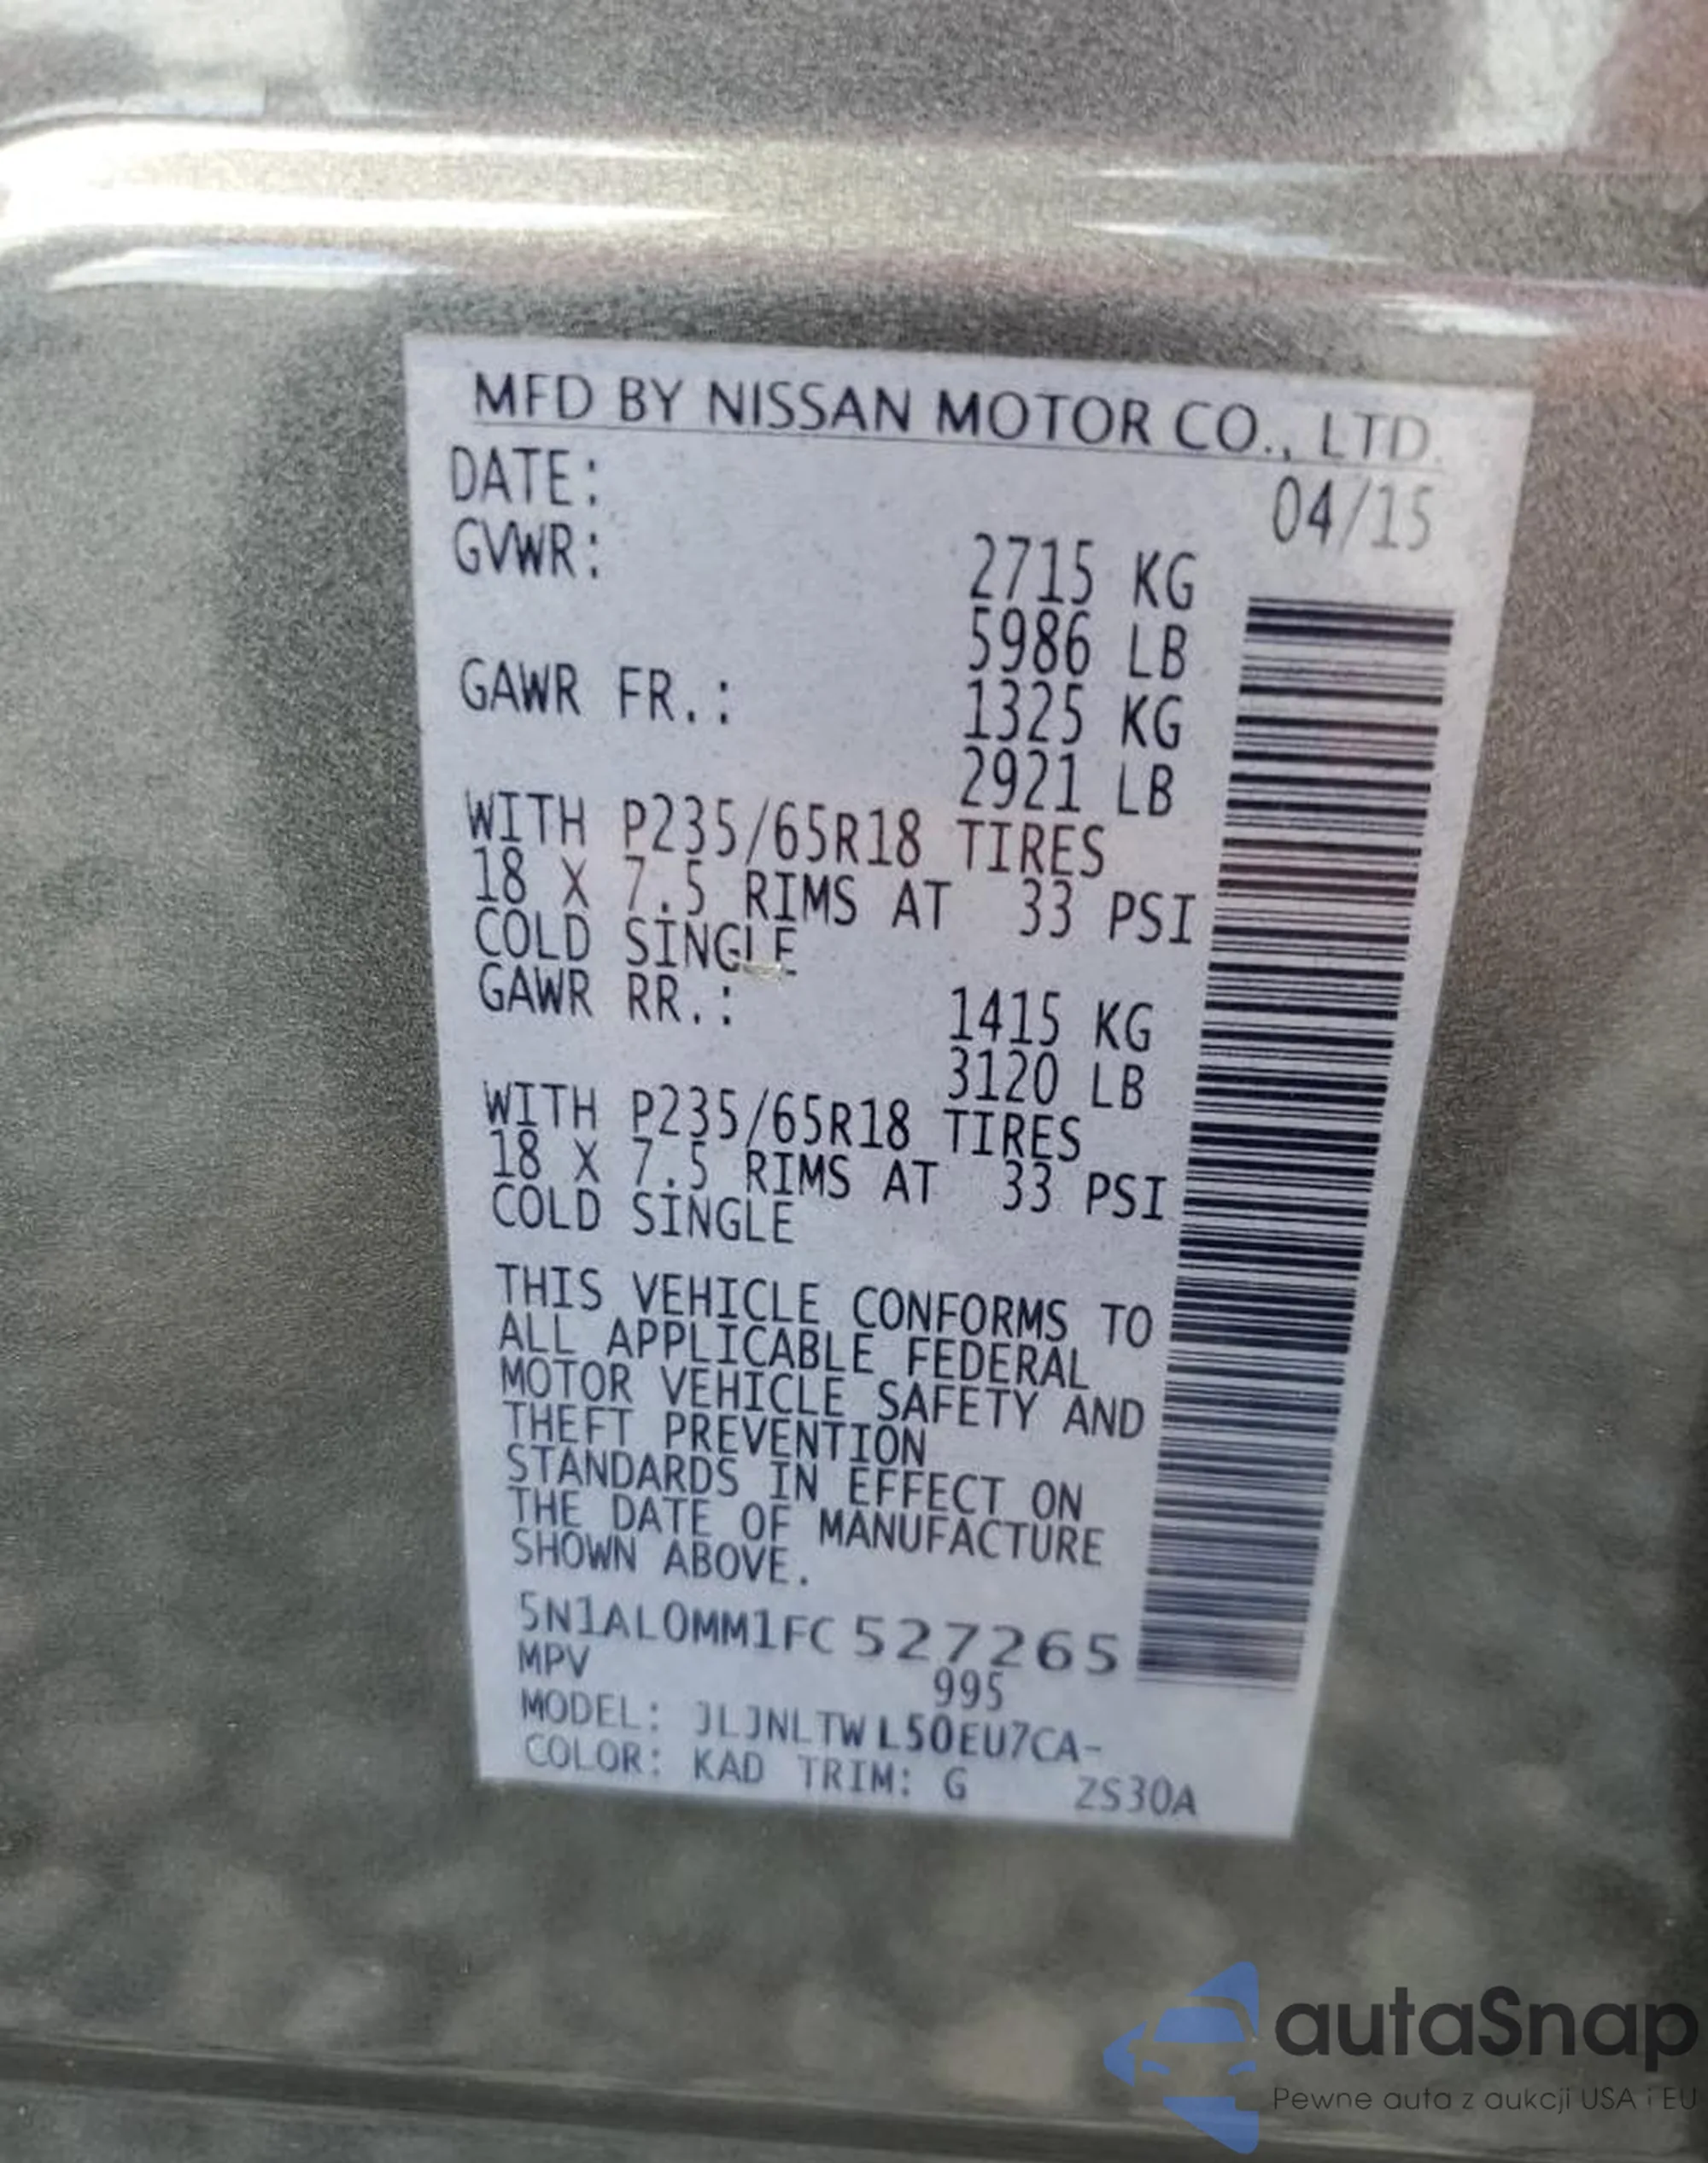 MFD BY NISSAN MOTOR CO., LTD.
DATE: 04/15
GVWR: 2715 KG
5986 LB
GAWR FR.: 1325 KG
2921 LB
WITH P235/65R18 TIRES
18 X 7.5 RIMS AT 33 PSI
COLD SINGLE
GAWR RR.: 1415 KG
3120 LB
WITH P235/65R18 TIRES
18 X 7.5 RIMS AT 33 PSI
COLD SINGLE
THIS VEHICLE CONFORMS TO
ALL APPLICABLE FEDERAL
MOTOR VEHICLE SAFETY AND
THEFT PREVENTION
STANDARDS IN EFFECT ON
THE DATE OF MANUFACTURE
SHOWN ABOVE.
5N1AL0MM1FC527265
MPV 995
MODEL: JLJNLTWL50EU7CA-
COLOR: KAD TRIM: G ZS30A
autaSnap
Pewne auta z aukcji USA i EU